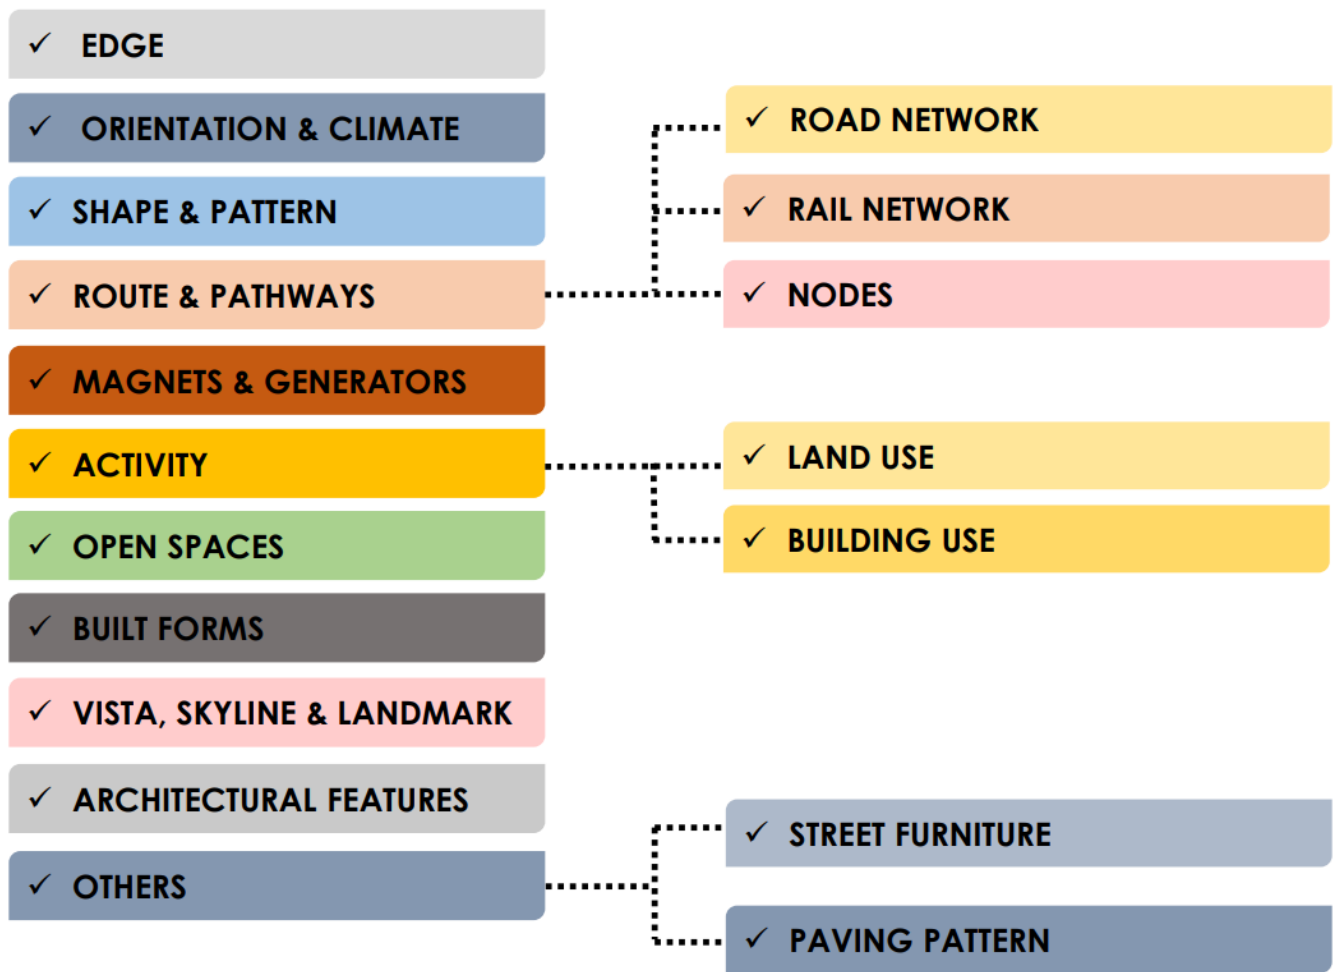 ✓ EDGE
✓ ORIENTATION & CLIMATE
✓ SHAPE & PATTERN
✓ ROUTE & PATHWAYS
✓ MAGNETS & GENERATORS
✓ ACTIVITY
✓ OPEN SPACES
✓ BUILT FORMS
✓ VISTA, SKYLINE & LANDMARK
✓ ARCHITECTURAL FEATURES
✓ OTHERS
✓ ROAD NETWORK
✓ RAIL NETWORK
✓ NODES
✓ LAND USE
✓ BUILDING USE
✓ STREET FURNITURE
✓ PAVING PATTERN